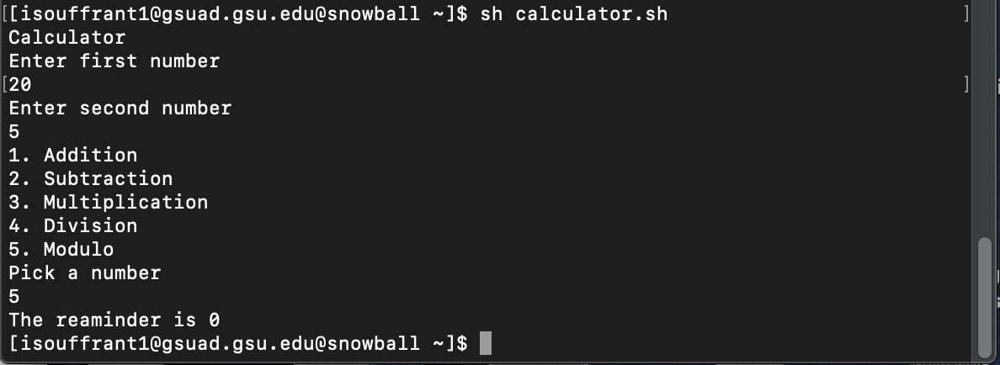 [[isouffrant1@gsuad.gsu.edu@snowball ~]$ sh calculator.sh ]
Calculator
Enter first number
[20 ]
Enter second number
5
1. Addition
2. Subtraction
3. Multiplication
4. Division
5. Modulo
Pick a number
5
The reaminder is 0
[isouffrant1@gsuad.gsu.edu@snowball ~]$